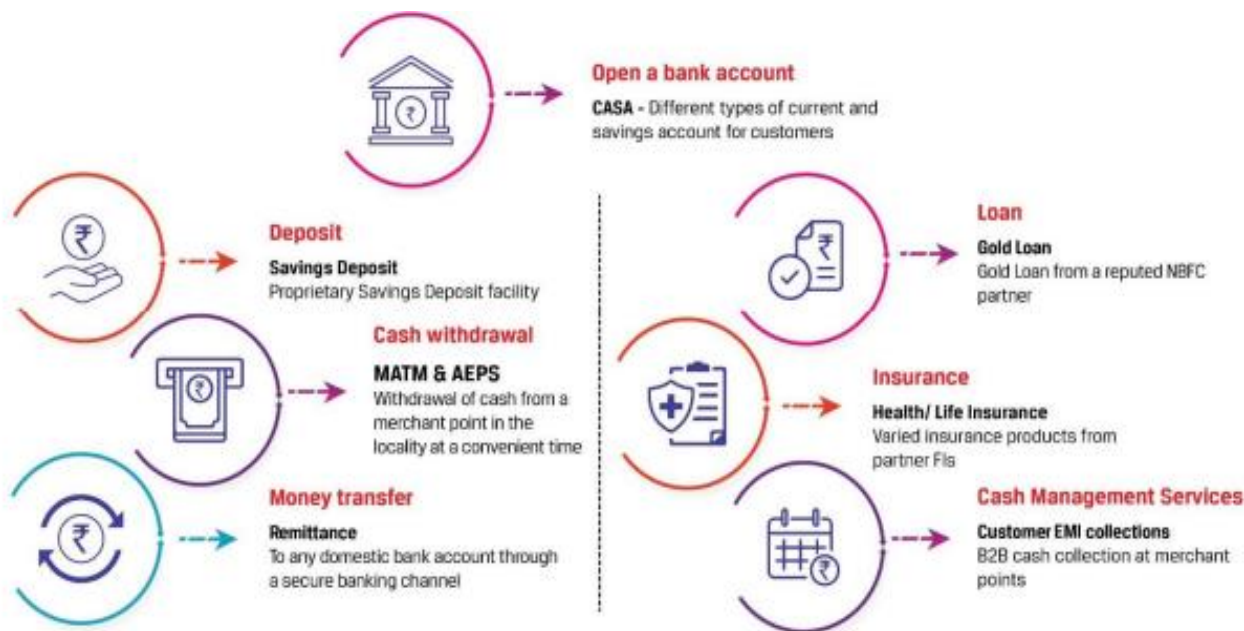 Open a bank account
CASA - Different types of current and
savings account for customers
Deposit
Savings Deposit
Proprietary Savings Deposit facility
Cash withdrawal
MATM & AEPS
Withdrawal of cash from a
merchant point in the
locality at a convenient time
Money transfer
Remittance
To any domestic bank account through
a secure banking channel
Loan
Gold Loan
Gold Loan from a reputed NBFC
partner
Insurance
Health/ Life Insurance
Varied insurance products from
partner FIs
Cash Management Services
Customer EMI collections
B2B cash collection at merchant
points